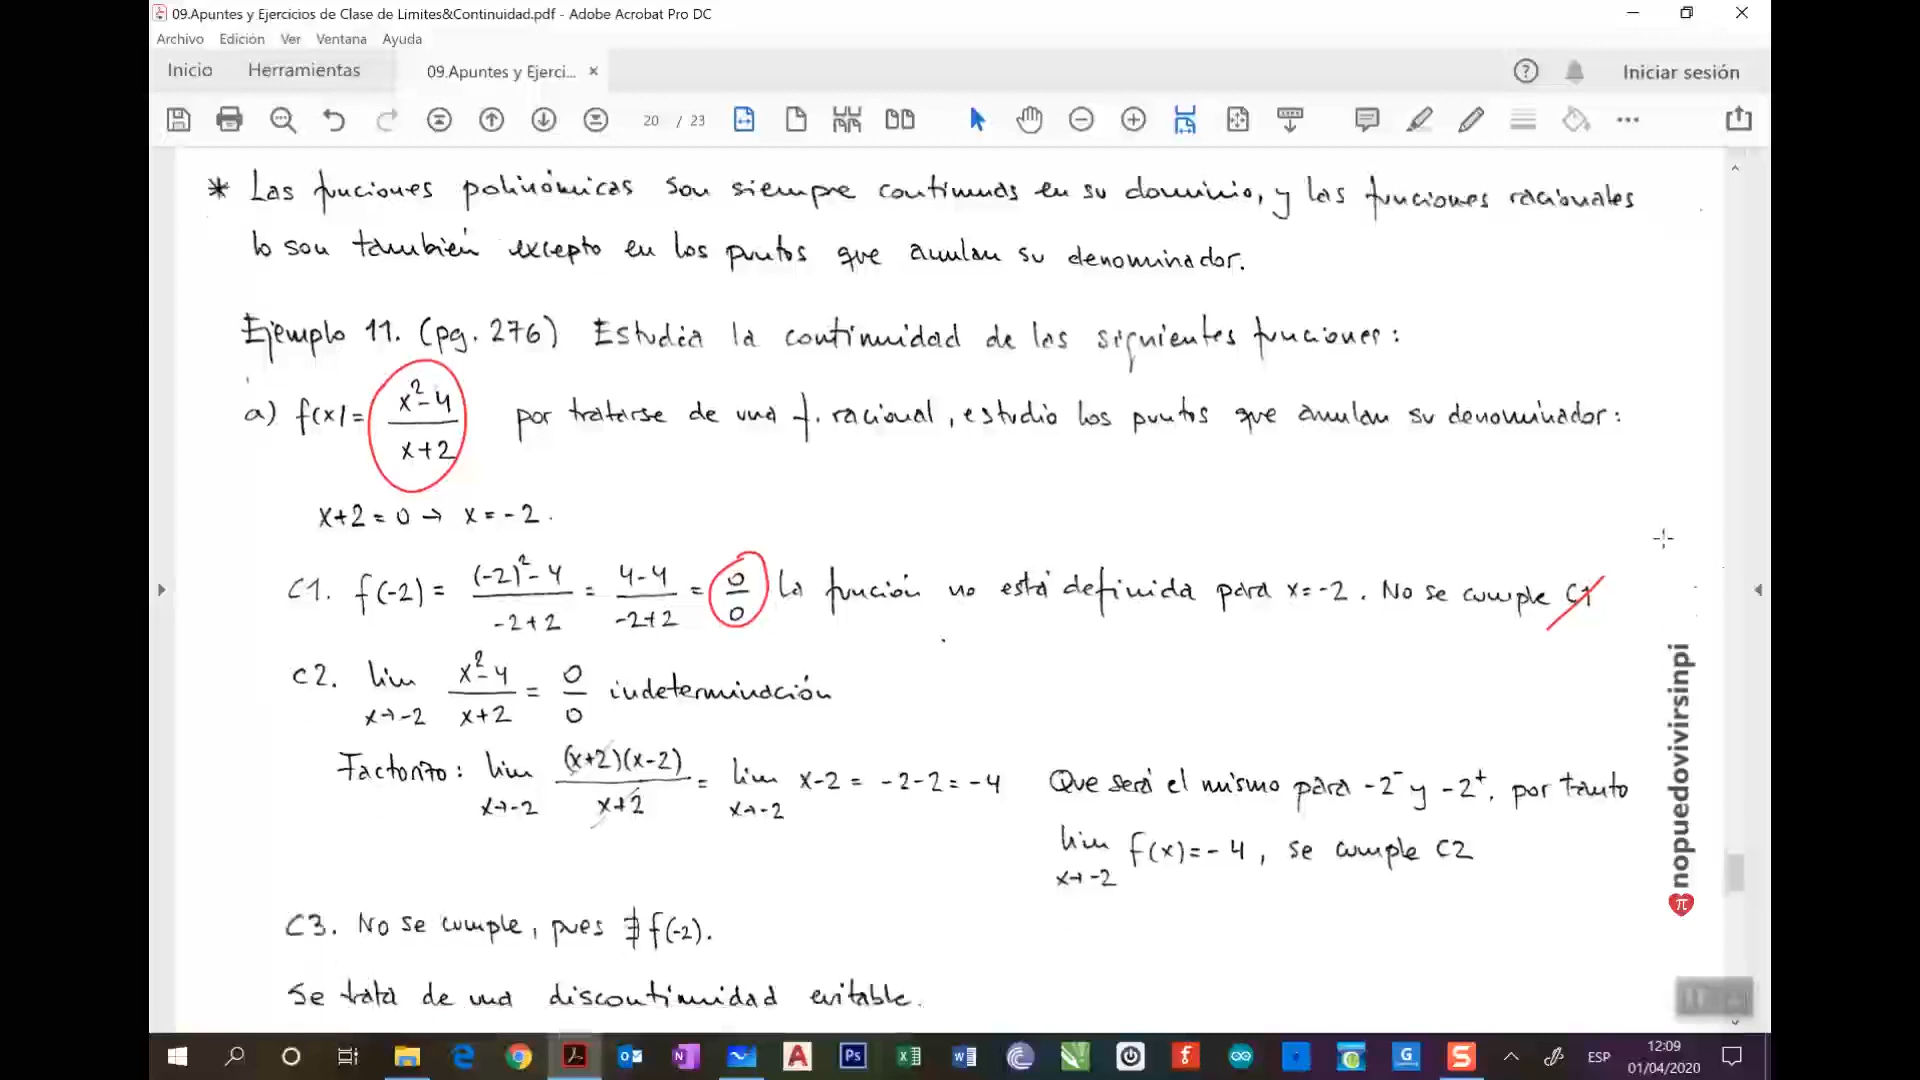 09.Apuntes y Ejercicios de Clase de Limites&Continuidad.pdf - Adobe Acrobat Pro DC
Archivo Edición Ver Ventana Ayuda
Inicio Herramientas 09.Apuntes y Ejerci... × Iniciar sesión
20 / 23
* Las funciones polinómicas son siempre continuas en su dominio, y las funciones racionales
lo son también excepto en los puntos que anulan su denominador.
Ejemplo 11. (pg. 276) Estudia la continuidad de las siguientes funciones:
a) f(x) = (x²-4)/(x+2) por tratarse de una f. racional, estudio los puntos que anulan su denominador:
x+2 = 0 → x = -2.
C1. f(-2) = ((-2)²-4)/(-2+2) = (4-4)/(-2+2) = 0/0 La función no está definida para x=-2. No se cumple C1
C2. lim x→-2 (x²-4)/(x+2) = 0/0 indeterminación
Factorizo: lim x→-2 (x+2)(x-2)/(x+2) = lim x→-2 x-2 = -2-2 = -4 Que será el mismo para -2⁻ y -2⁺, por tanto
lim x→-2 f(x) = -4, se cumple C2
C3. No se cumple, pues ∄ f(-2).
Se trata de una discontinuidad evitable.
nopuedovivirsinpi
π
ESP
12:09
01/04/2020